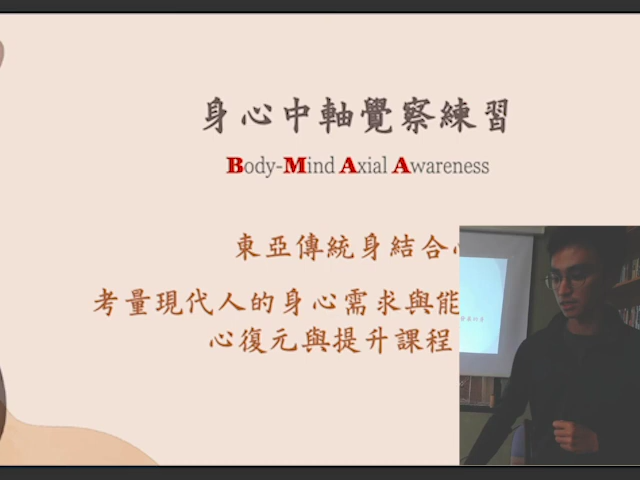 身心中軸覺察練習
Body-Mind Axial Awareness
東亞傳統身結合
考量現代人的身心需求與能
心復元與提升課程